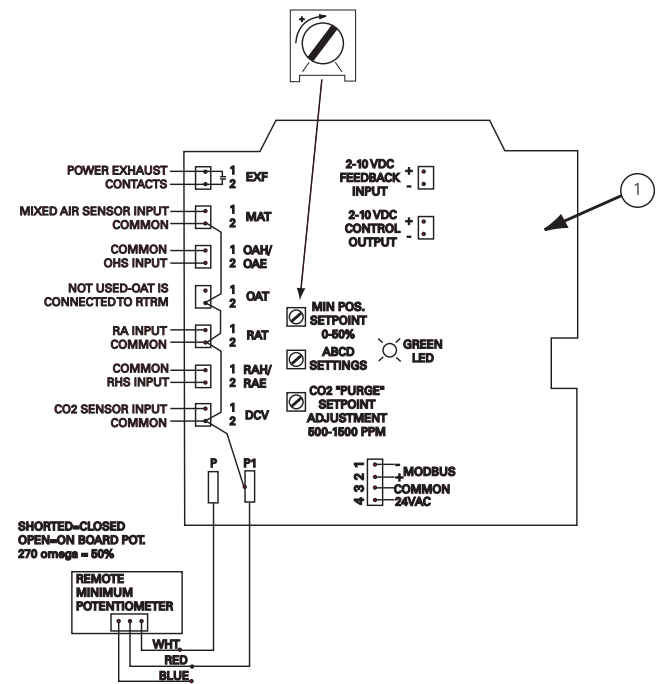 +
POWER EXHAUST
CONTACTS
1
2
EXF
MIXED AIR SENSOR INPUT
COMMON
1
2
MAT
COMMON
OHS INPUT
1 OAH/
2 OAE
NOT USED-OAT IS
CONNECTED TO RTRM
1
2
OAT
RA INPUT
COMMON
1
2
RAT
COMMON
RHS INPUT
1 RAH/
2 RAE
CO2 SENSOR INPUT
COMMON
1
2
DCV
2-10 VDC
FEEDBACK
INPUT
+
-
2-10 VDC
CONTROL
OUTPUT
+
-
1
MIN POS.
SETPOINT
0-50%
ABCD
SETTINGS
GREEN
LED
CO2 "PURGE"
SETPOINT
ADJUSTMENT
500-1500 PPM
P
P1
1 - MODBUS
2 +
3 COMMON
4 24VAC
SHORTED=CLOSED
OPEN=ON BOARD POT.
270 omega = 50%
REMOTE
MINIMUM
POTENTIOMETER
WHT
RED
BLUE